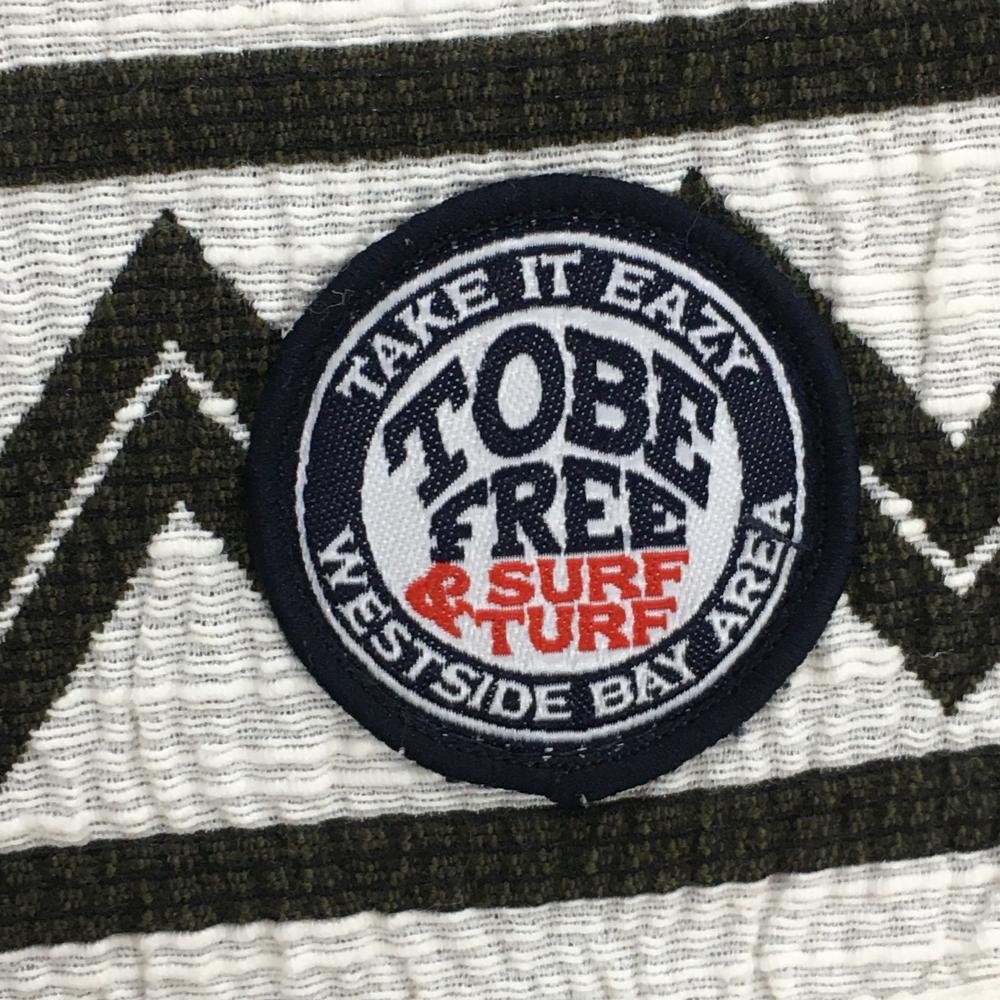 TAKE IT EAZY
TOBE
FREE
& SURF
TURF
WESTSIDE BAY AREA